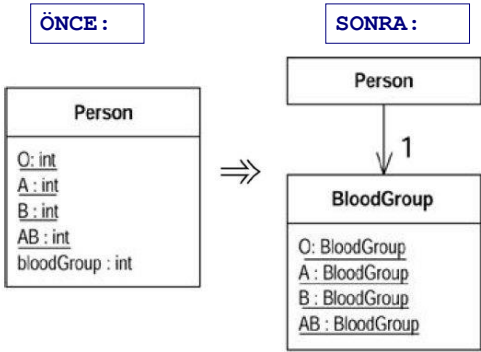 ÖNCE:
Person
O: int
A : int
B : int
AB : int
bloodGroup : int
SONRA:
Person
1
BloodGroup
O: BloodGroup
A : BloodGroup
B : BloodGroup
AB : BloodGroup